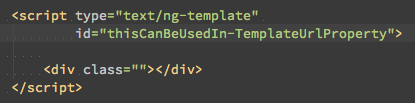 <script type="text/ng-template"
id="thisCanBeUsedIn-TemplateUrlProperty">
<div class=""></div>
</script>